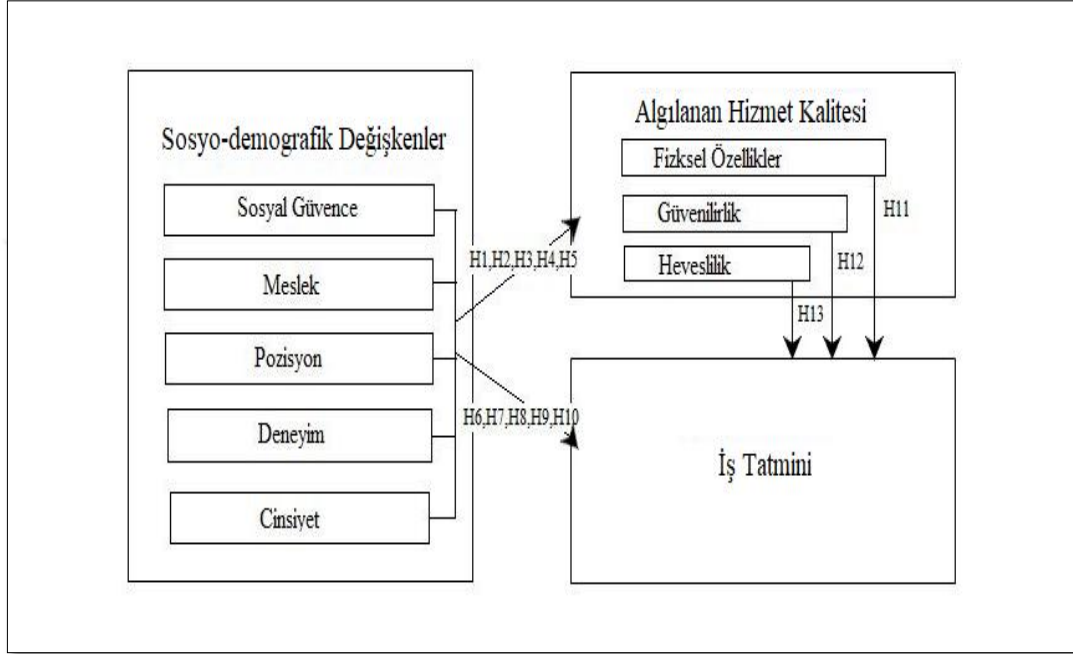 Sosyo-demografik Değişkenler
Sosyal Güvence
Meslek
Pozisyon
Deneyim
Cinsiyet
H1,H2,H3,H4,H5
H6,H7,H8,H9,H10
Algılanan Hizmet Kalitesi
Fizksel Özellikler
Güvenilirlik
Heveslilik
H11
H12
H13
İş Tatmini